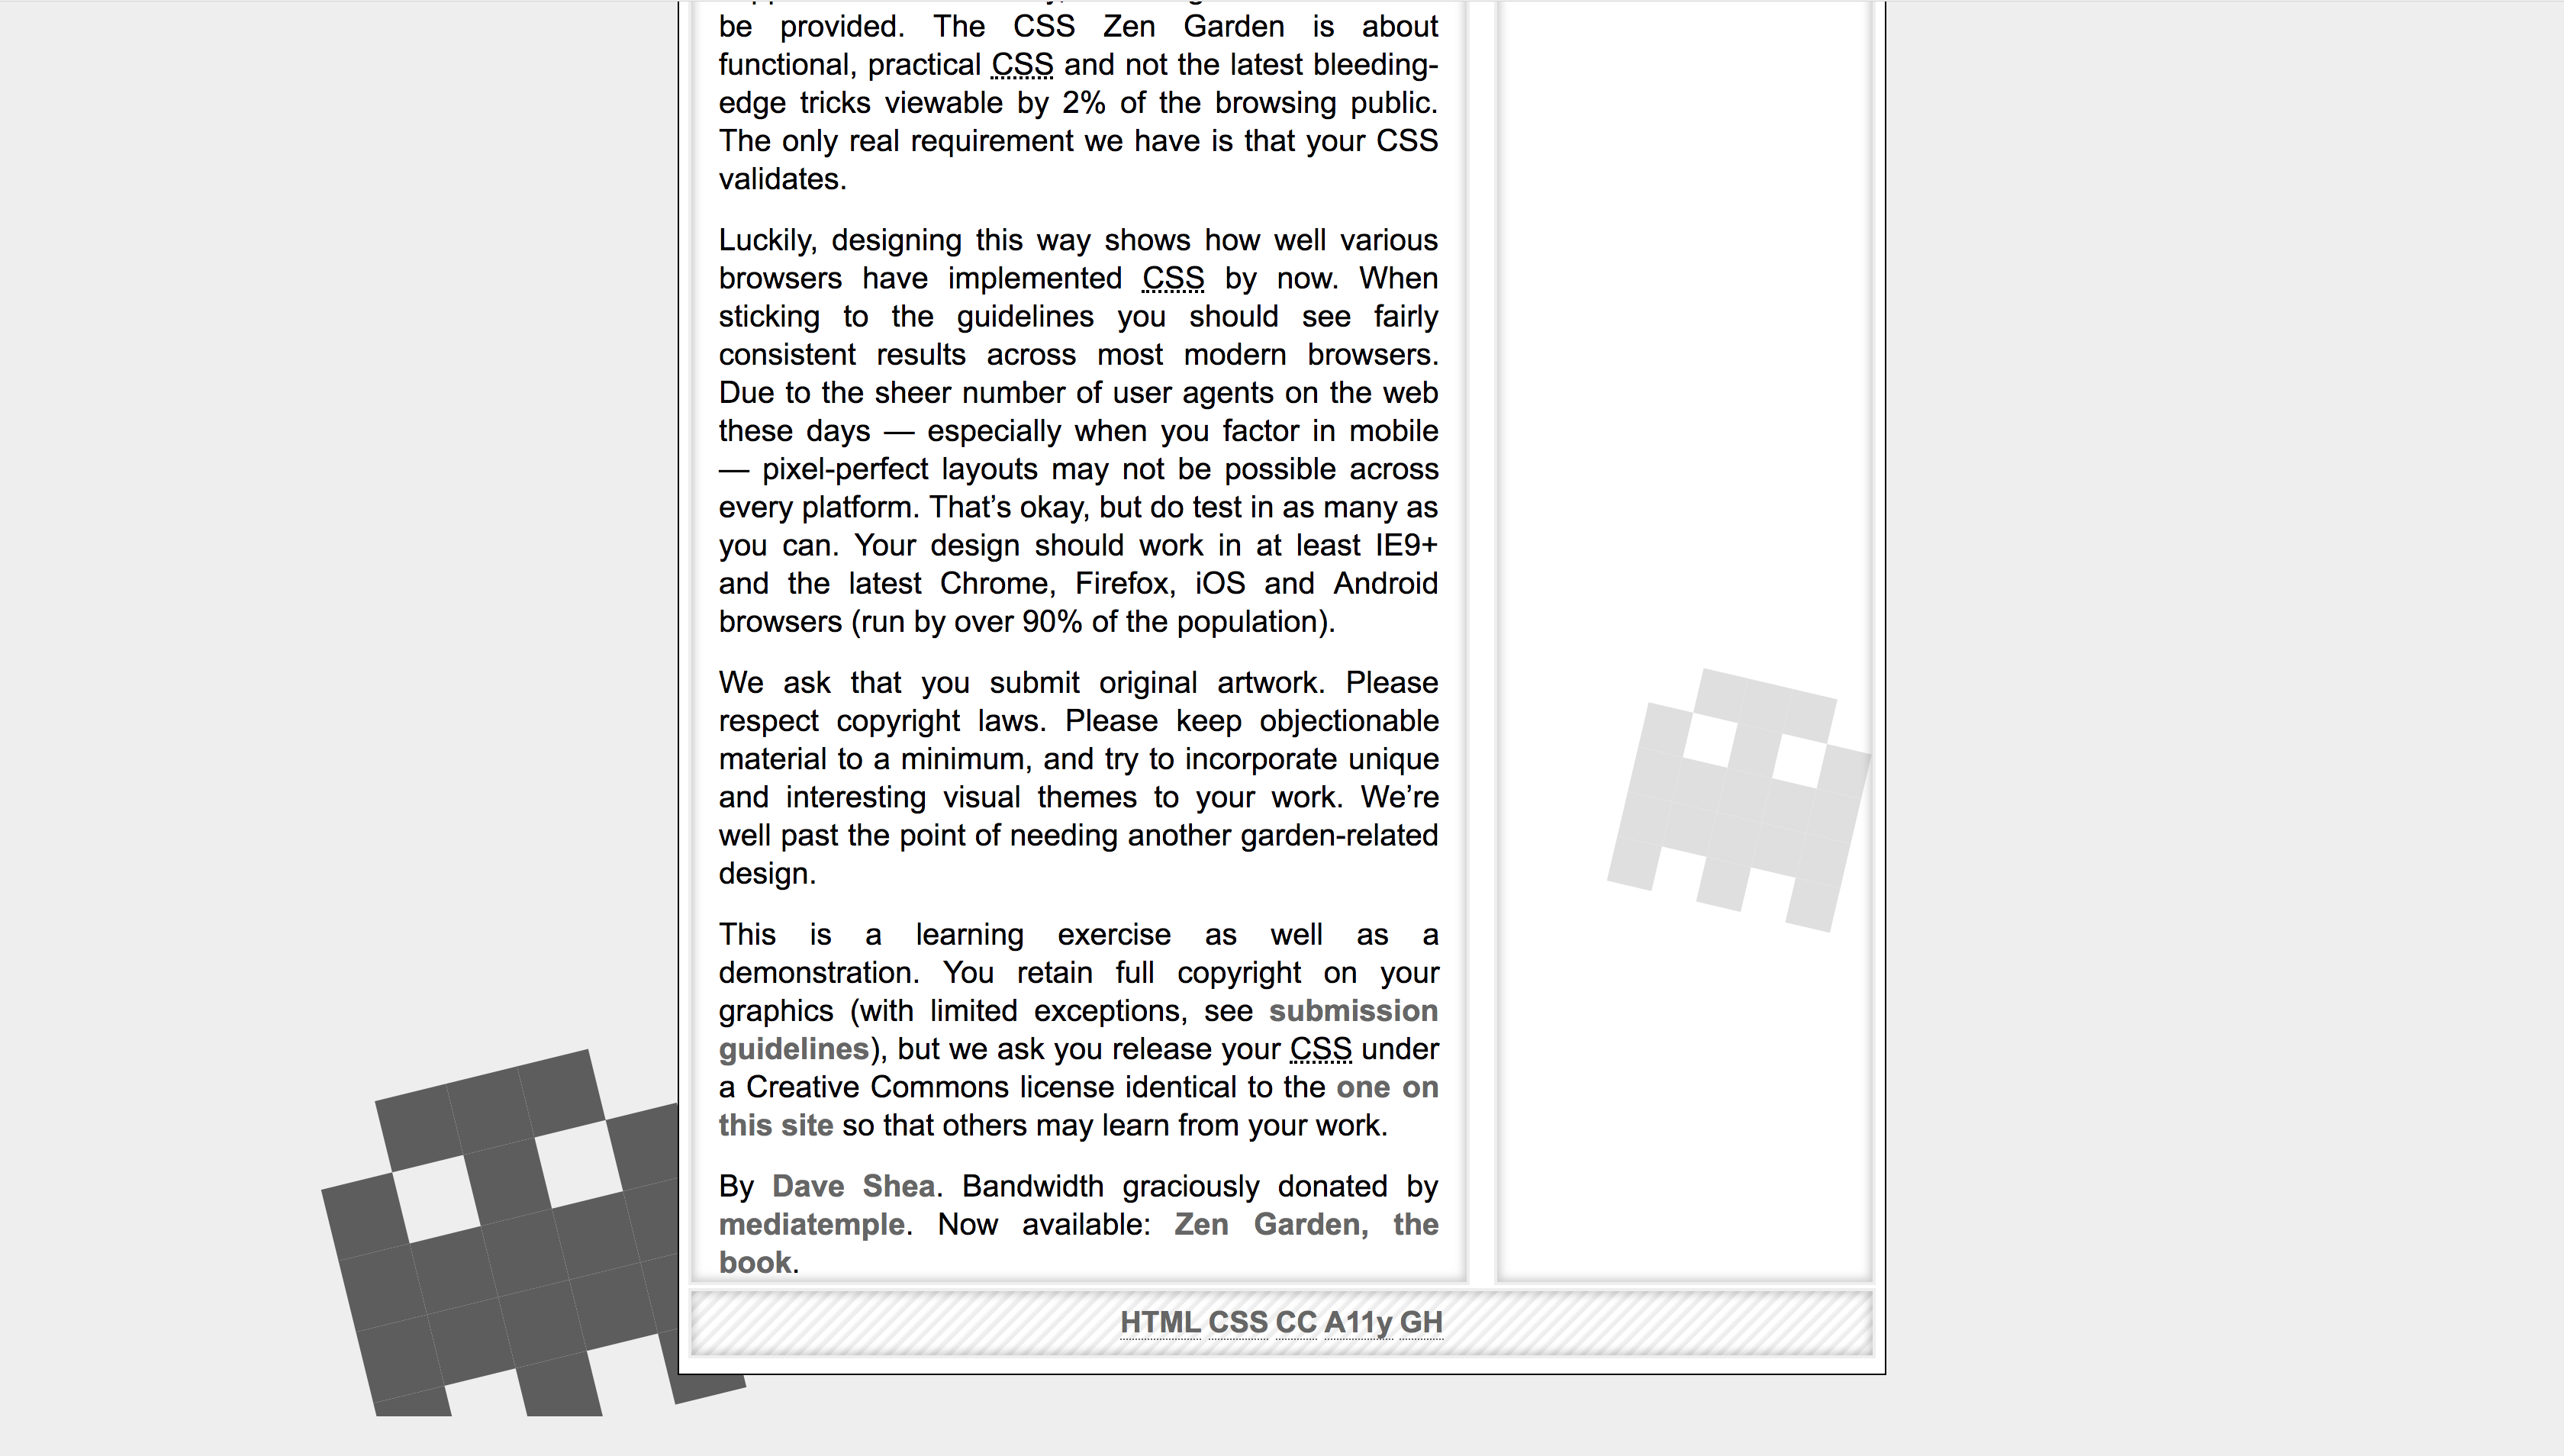 be provided. The CSS Zen Garden is about
functional, practical CSS and not the latest bleeding-
edge tricks viewable by 2% of the browsing public.
The only real requirement we have is that your CSS
validates.
Luckily, designing this way shows how well various
browsers have implemented CSS by now. When
sticking to the guidelines you should see fairly
consistent results across most modern browsers.
Due to the sheer number of user agents on the web
these days — especially when you factor in mobile
— pixel-perfect layouts may not be possible across
every platform. That’s okay, but do test in as many as
you can. Your design should work in at least IE9+
and the latest Chrome, Firefox, iOS and Android
browsers (run by over 90% of the population).
We ask that you submit original artwork. Please
respect copyright laws. Please keep objectionable
material to a minimum, and try to incorporate unique
and interesting visual themes to your work. We’re
well past the point of needing another garden-related
design.
This is a learning exercise as well as a
demonstration. You retain full copyright on your
graphics (with limited exceptions, see submission
guidelines), but we ask you release your CSS under
a Creative Commons license identical to the one on
this site so that others may learn from your work.
By Dave Shea. Bandwidth graciously donated by
mediatemple. Now available: Zen Garden, the
book.
HTML CSS CC A11y GH